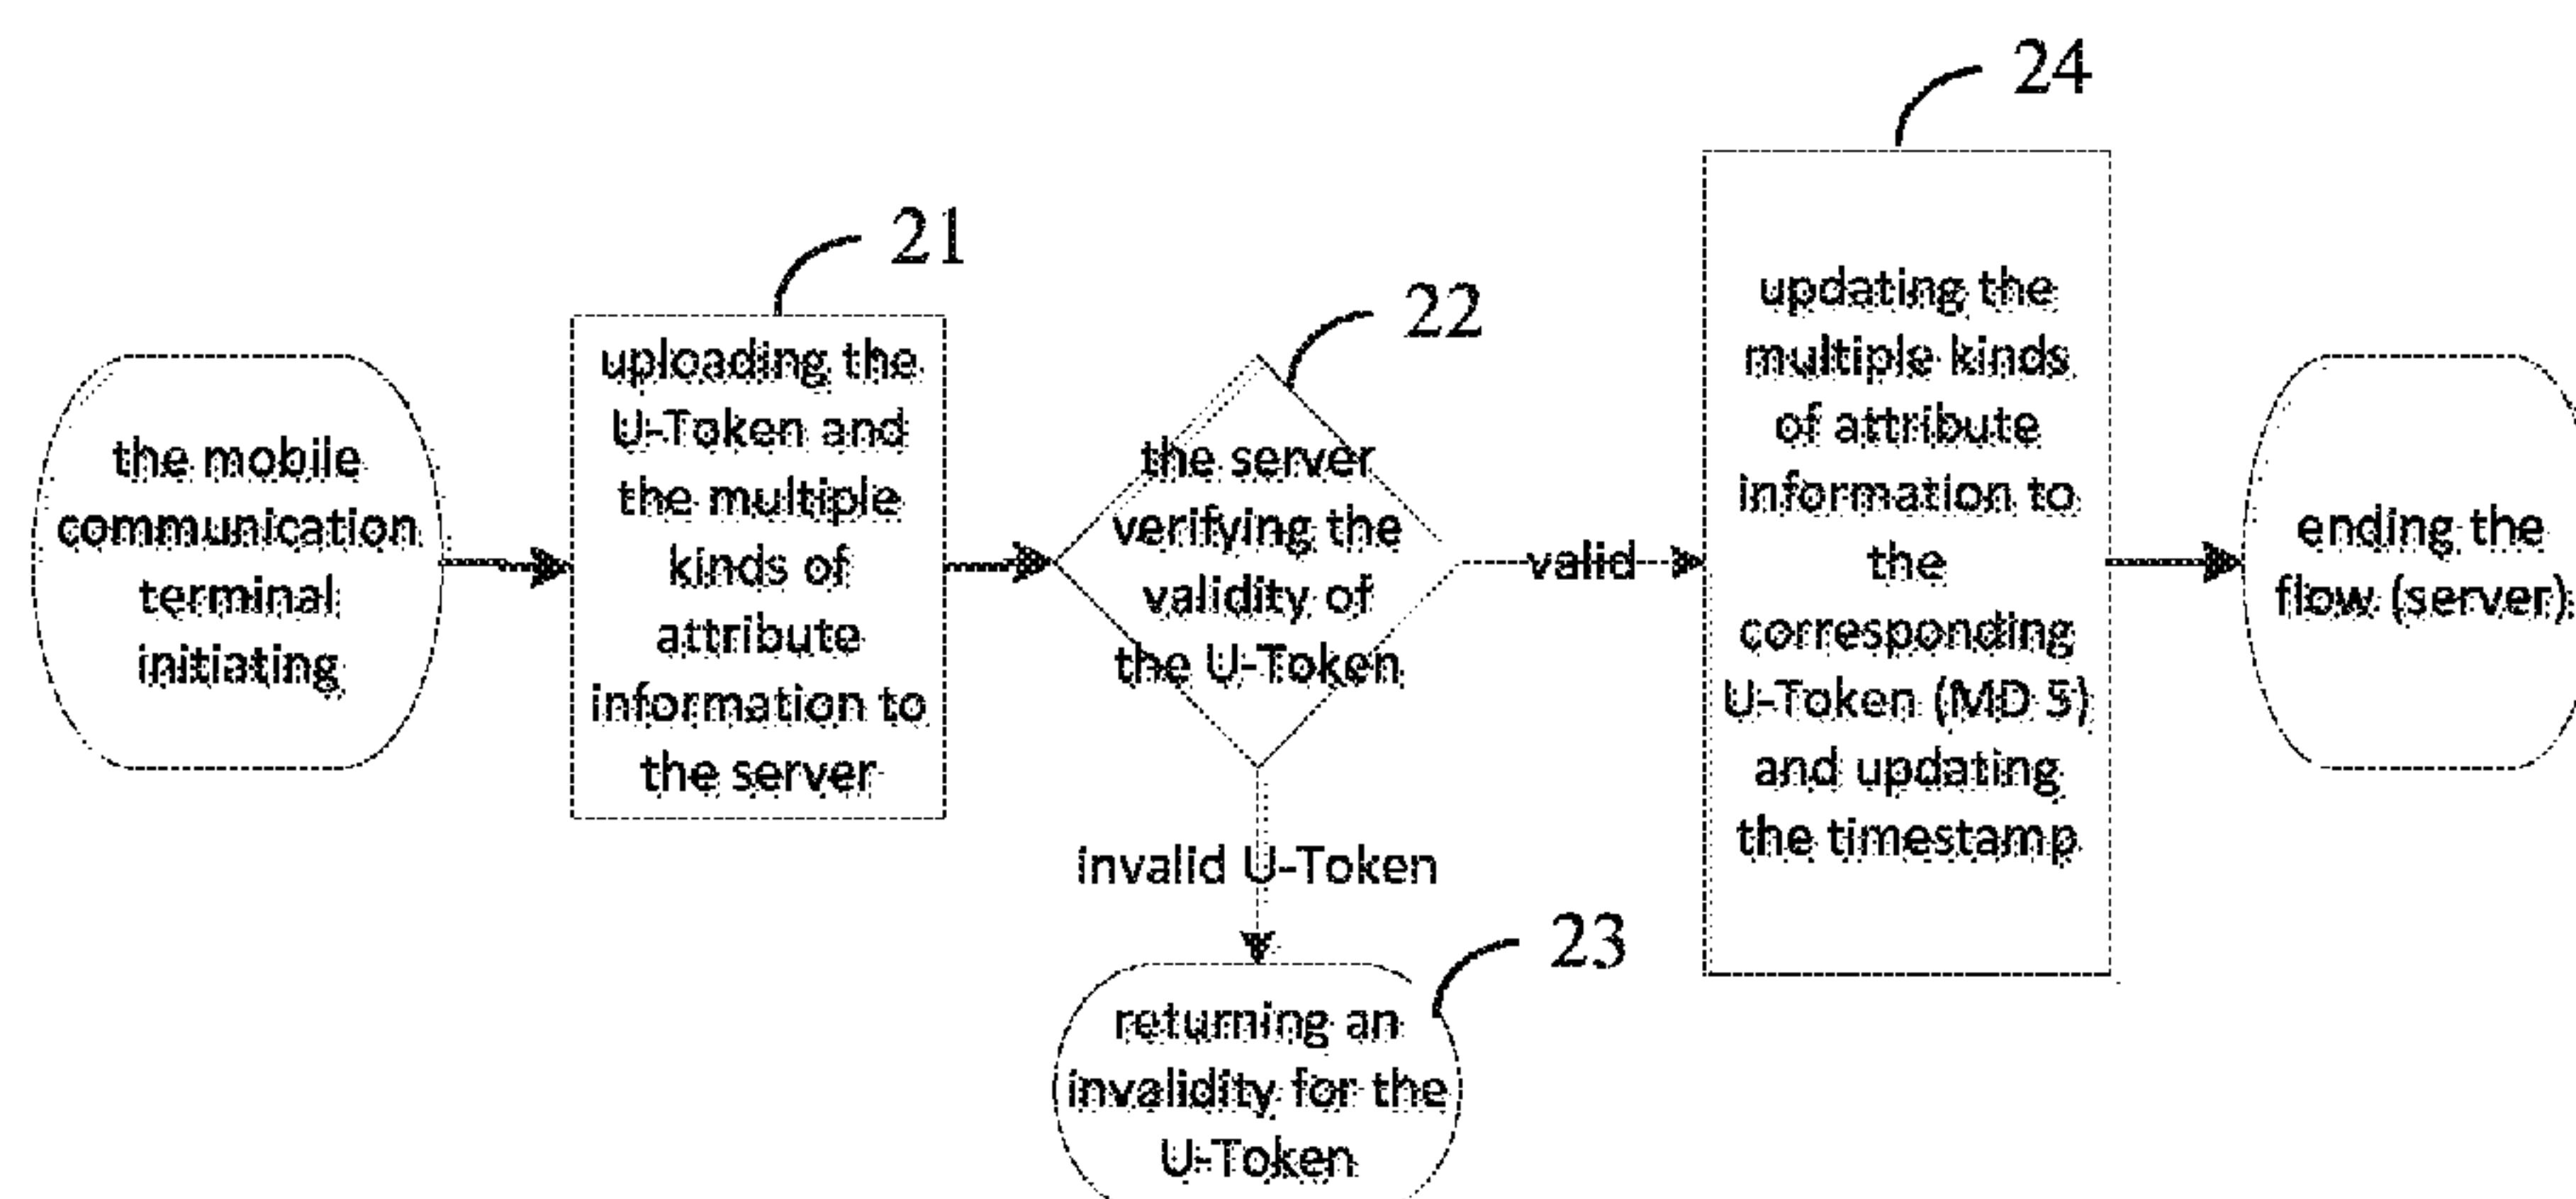 the mobile
communication
terminal
initiating
21
uploading the
U-Token and
the multiple
kinds of
attribute
information to
the server
22
the server
verifying the
validity of
the U-Token
valid
invalid U-Token
23
returning an
invalidity for the
U-Token
24
updating the
multiple kinds
of attribute
information to
the
corresponding
U-Token (MD 5)
and updating
the timestamp
ending the
flow (server)